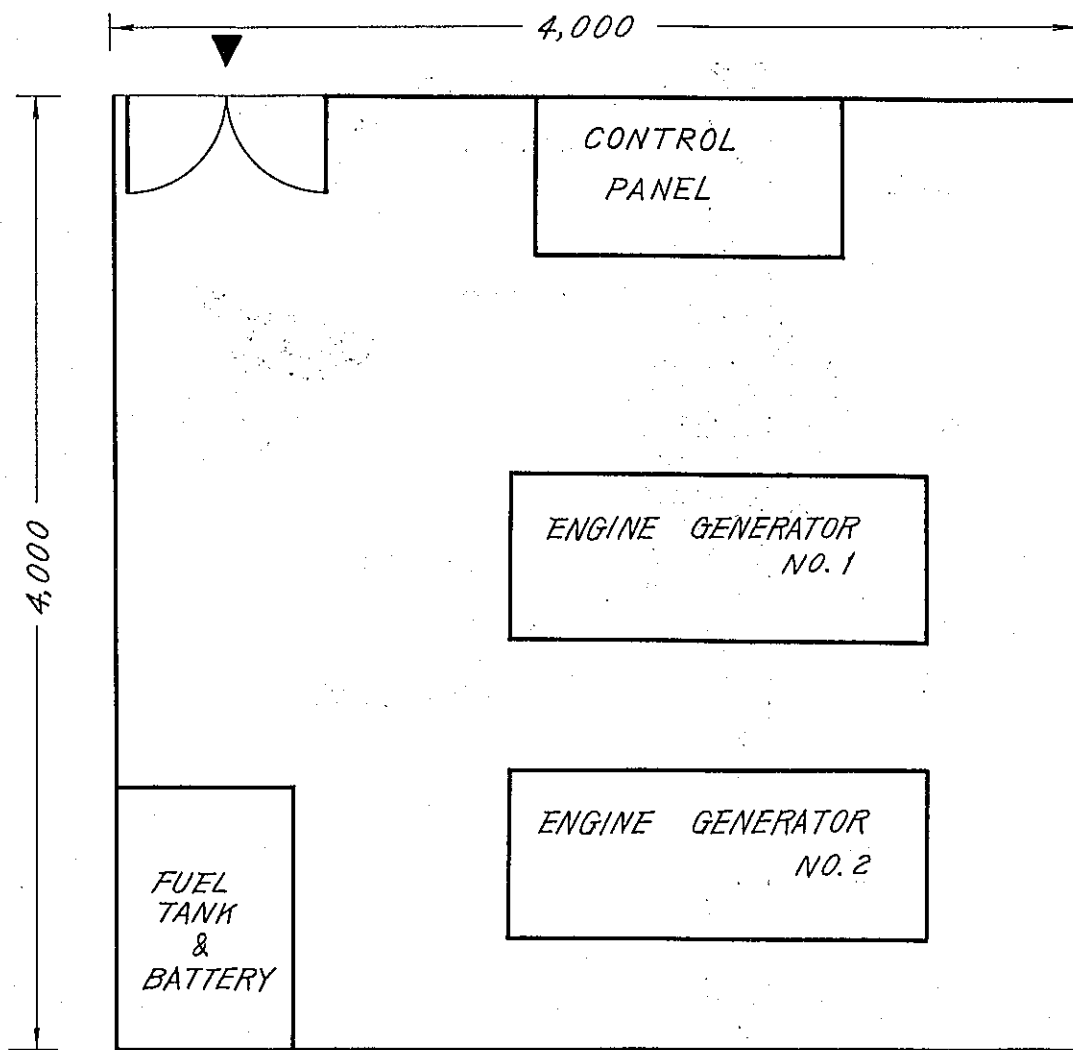 4,000
CONTROL
PANEL
4,000
ENGINE GENERATOR
NO. 1
ENGINE GENERATOR
NO. 2
FUEL
TANK
&
BATTERY